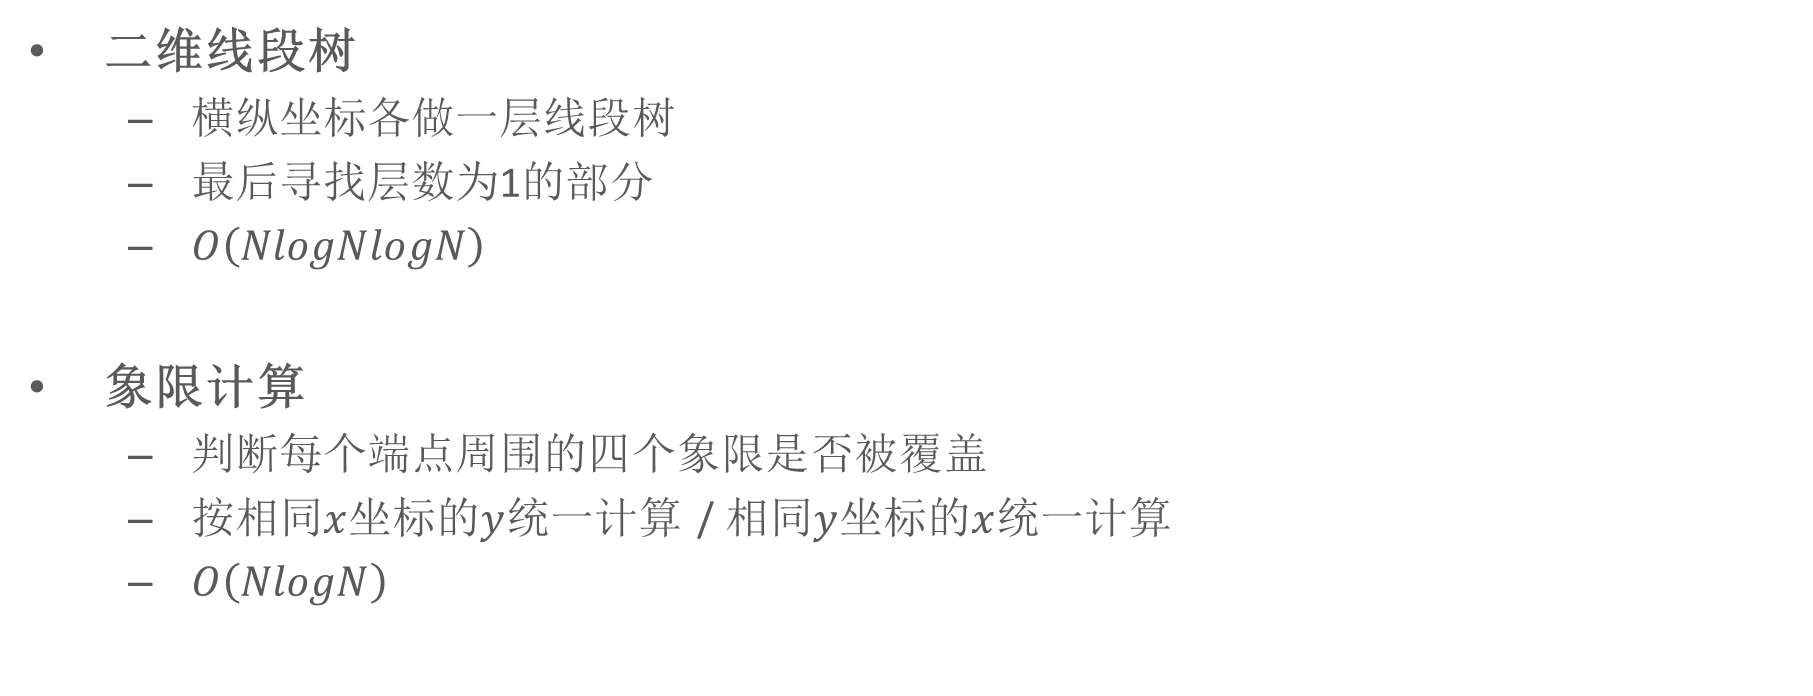 • 二维线段树
– 横纵坐标各做一层线段树
– 最后寻找层数为1的部分
– O(NlogNlogN)
• 象限计算
– 判断每个端点周围的四个象限是否被覆盖
– 按相同x坐标的y统一计算 / 相同y坐标的x统一计算
– O(NlogN)